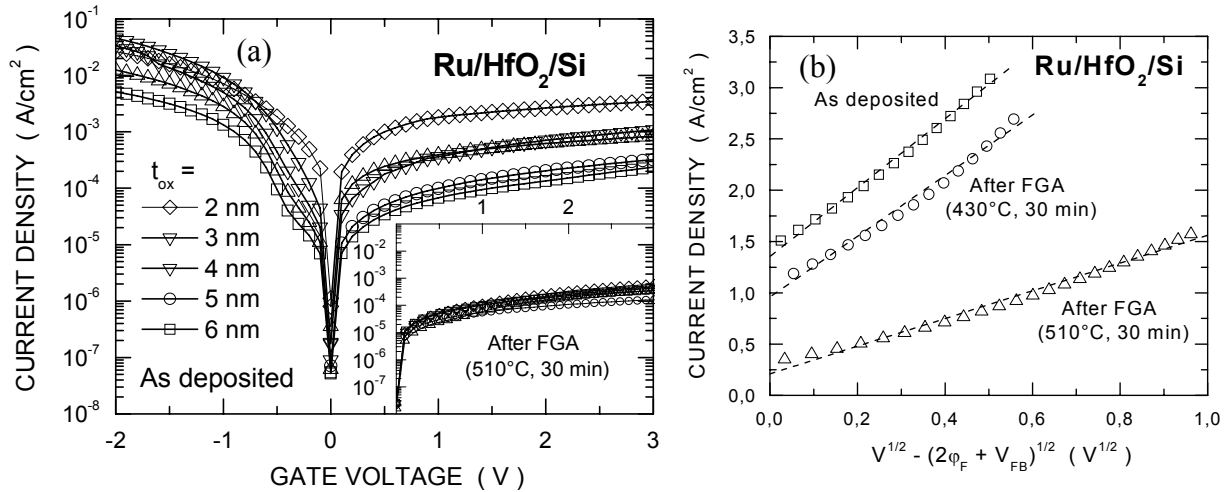 (a)
Ru/HfO2/Si
CURRENT DENSITY ( A/cm2 )
10^-1
10^-2
10^-3
10^-4
10^-5
10^-6
10^-7
10^-8
tox =
2 nm
3 nm
4 nm
5 nm
6 nm
As deposited
1 2
10^-2
10^-3
10^-4
10^-5
10^-6
10^-7
After FGA
(510°C, 30 min)
-2 -1 0 1 2 3
GATE VOLTAGE ( V )
(b)
Ru/HfO2/Si
CURRENT DENSITY ( A/cm2 )
3,5
3,0
2,5
2,0
1,5
1,0
0,5
0,0
As deposited
After FGA
(430°C, 30 min)
After FGA
(510°C, 30 min)
0,0 0,2 0,4 0,6 0,8 1,0
V^1/2 - (2φF + VFB)^1/2 ( V^1/2 )